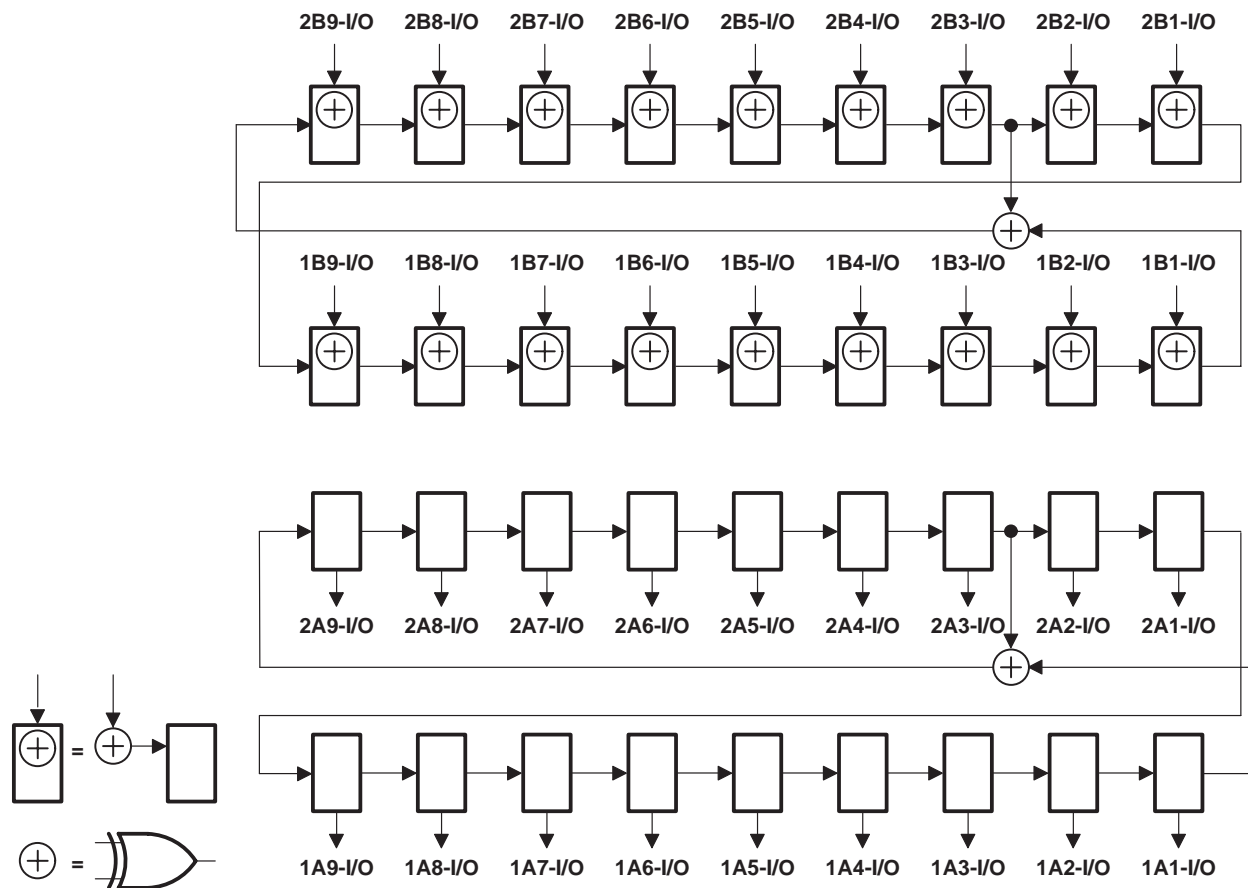 2B9-I/O 2B8-I/O 2B7-I/O 2B6-I/O 2B5-I/O 2B4-I/O 2B3-I/O 2B2-I/O 2B1-I/O
1B9-I/O 1B8-I/O 1B7-I/O 1B6-I/O 1B5-I/O 1B4-I/O 1B3-I/O 1B2-I/O 1B1-I/O
2A9-I/O 2A8-I/O 2A7-I/O 2A6-I/O 2A5-I/O 2A4-I/O 2A3-I/O 2A2-I/O 2A1-I/O
=
=
1A9-I/O 1A8-I/O 1A7-I/O 1A6-I/O 1A5-I/O 1A4-I/O 1A3-I/O 1A2-I/O 1A1-I/O